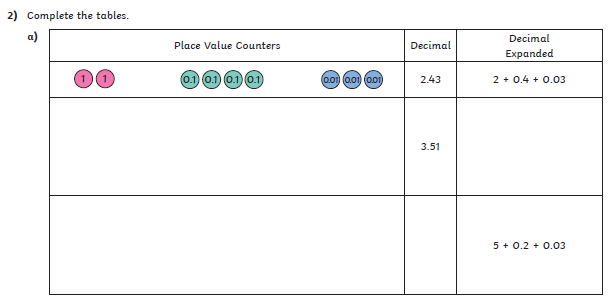 2) Complete the tables.
a)
Place Value Counters
Decimal
Decimal
Expanded
1 1 0.1 0.1 0.1 0.1 0.01 0.01 0.01 2.43 2 + 0.4 + 0.03
3.51
5 + 0.2 + 0.03